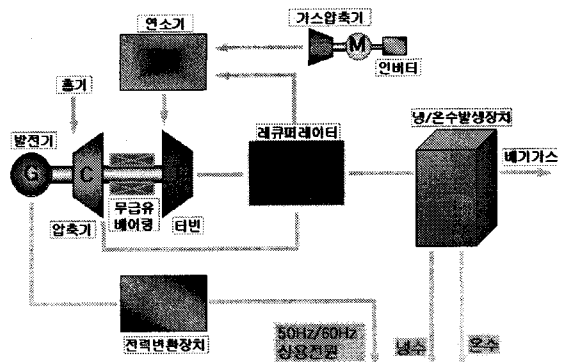 연소기
가스압축기
M
인버터
흡기
발전기
레큐퍼레이터
냉/온수발생장치
배기가스
G
C
무급유
베어링
압축기
터빈
전력변환장치
50Hz/60Hz
상용전원
냉수
온수